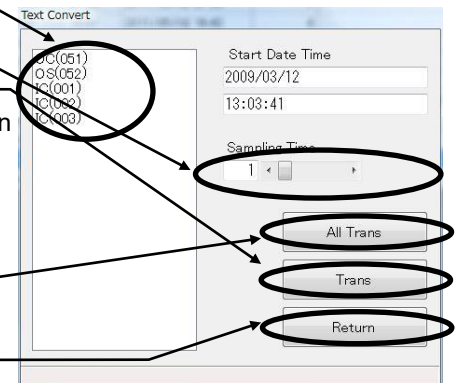 Text Convert
OC(051)
OS(052)
IC(001)
IC(002)
IC(003)
n
Start Date Time
2009/03/12
13:03:41
Sampling Time
1
All Trans
Trans
Return